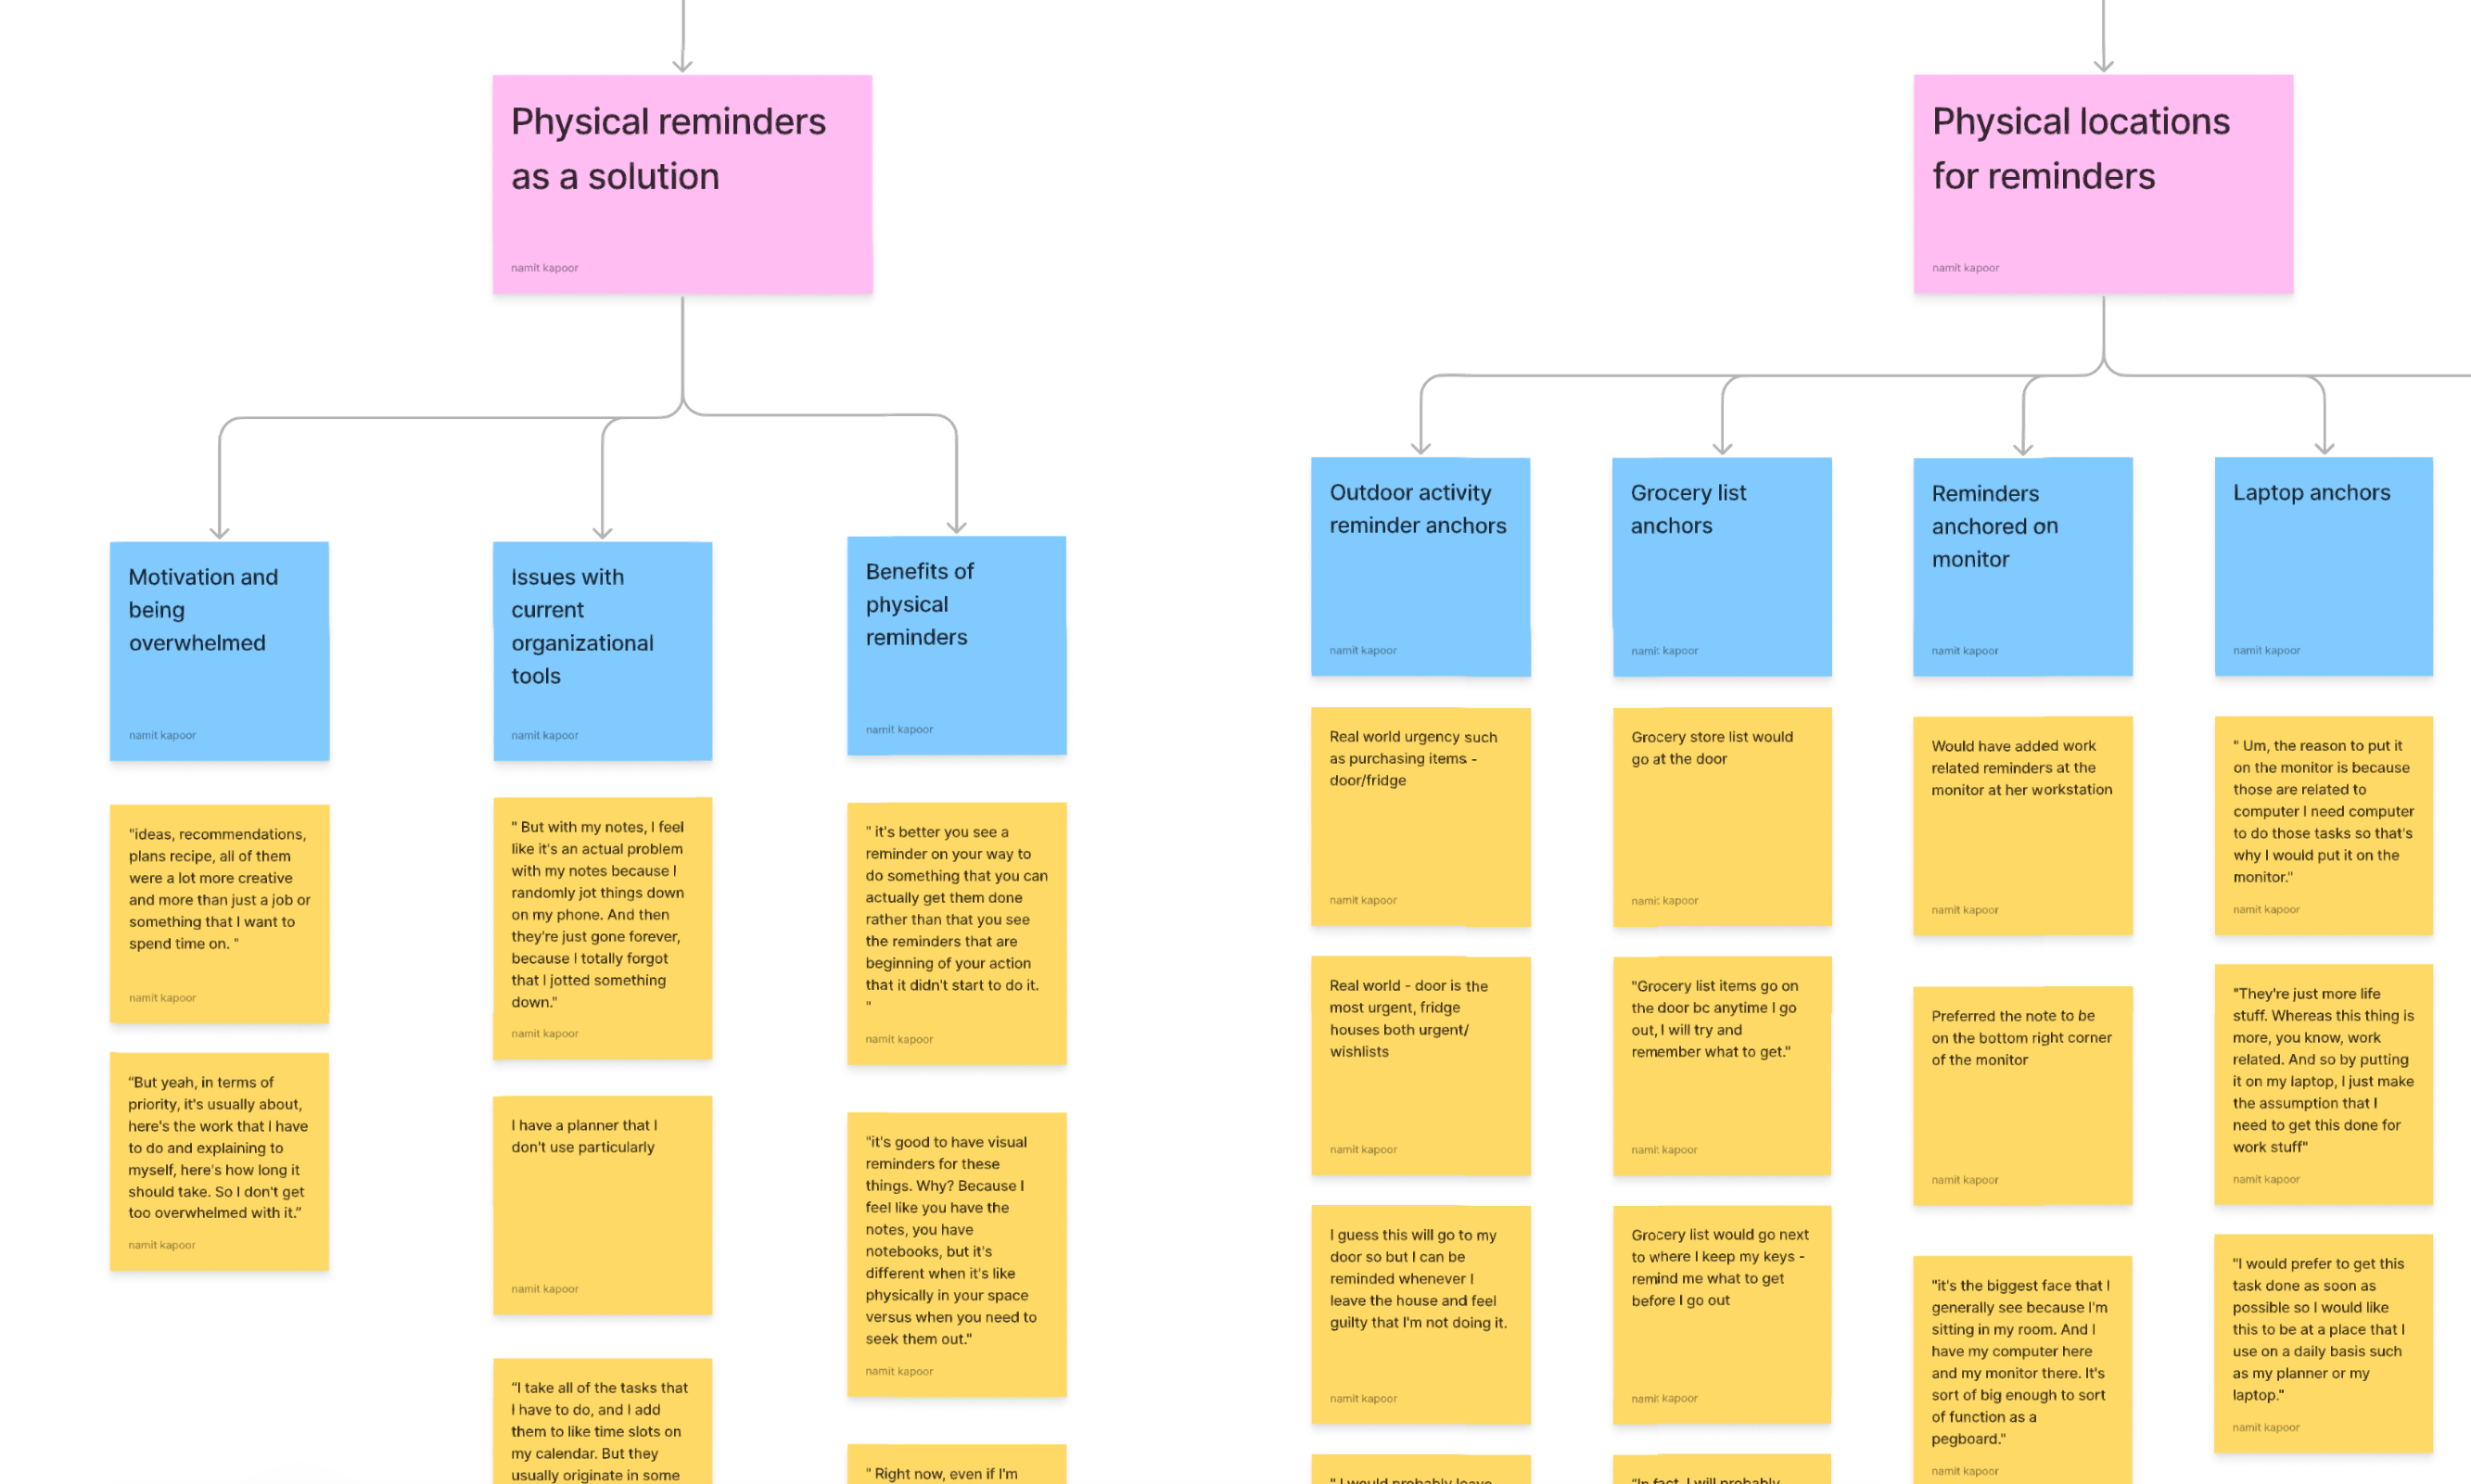 Physical reminders
as a solution
namit kapoor
Motivation and
being
overwhelmed
namit kapoor
"ideas, recommendations,
plans recipe, all of them
were a lot more creative
and more than just a job or
something that I want to
spend time on. "
namit kapoor
"But yeah, in terms of
priority, it's usually about,
here's the work that I have
to do and explaining to
myself, here's how long it
should take. So I don't get
too overwhelmed with it."
namit kapoor
Issues with
current
organizational
tools
namit kapoor
" But with my notes, I feel
like it's an actual problem
with my notes because I
randomly jot things down
on my phone. And then
they're just gone forever,
because I totally forgot
that I jotted something
down."
namit kapoor
I have a planner that I
don't use particularly
namit kapoor
"I take all of the tasks that
I have to do, and I add
them to like time slots on
my calendar. But they
usually originate in some
Benefits of
physical
reminders
namit kapoor
" it's better you see a
reminder on your way to
do something that you can
actually get them done
rather than that you see
the reminders that are
beginning of your action
that it didn't start to do it.
"
namit kapoor
"it's good to have visual
reminders for these
things. Why? Because I
feel like you have the
notes, you have
notebooks, but it's
different when it's like
physically in your space
versus when you need to
seek them out."
namit kapoor
" Right now, even if I'm
Physical locations
for reminders
namit kapoor
Outdoor activity
reminder anchors
namit kapoor
Real world urgency such
as purchasing items -
door/fridge
namit kapoor
Real world - door is the
most urgent, fridge
houses both urgent/
wishlists
namit kapoor
I guess this will go to my
door so but I can be
reminded whenever I
leave the house and feel
guilty that I'm not doing it.
namit kapoor
" I would probably leave
Grocery list
anchors
namit kapoor
Grocery store list would
go at the door
namit kapoor
"Grocery list items go on
the door bc anytime I go
out, I will try and
remember what to get."
namit kapoor
Grocery list would go next
to where I keep my keys -
remind me what to get
before I go out
namit kapoor
"In fact, I will probably
Reminders
anchored on
monitor
namit kapoor
Would have added work
related reminders at the
monitor at her workstation
namit kapoor
Preferred the note to be
on the bottom right corner
of the monitor
namit kapoor
"it's the biggest face that I
generally see because I'm
sitting in my room. And I
have my computer here
and my monitor there. It's
sort of big enough to sort
of function as a
pegboard."
namit kapoor
Laptop anchors
namit kapoor
" Um, the reason to put it
on the monitor is because
those are related to
computer I need computer
to do those tasks so that's
why I would put it on the
monitor."
namit kapoor
"They're just more life
stuff. Whereas this thing is
more, you know, work
related. And so by putting
it on my laptop, I just make
the assumption that I
need to get this done for
work stuff"
namit kapoor
"I would prefer to get this
task done as soon as
possible so I would like
this to be at a place that I
use on a daily basis such
as my planner or my
laptop."
namit kapoor